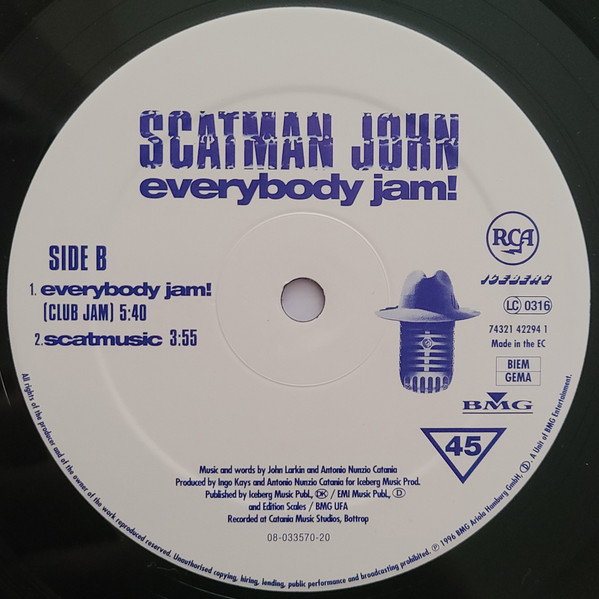 SCATMAN JOHN
everybody jam!
SIDE B
1. everybody jam!
(CLUB JAM) 5:40
2. scatmusic 3:55
RCA
ICEBERG
LC 0316
74321 42294 1
Made in the EC
BIEM
GEMA
BMG
45
Music and words by John Larkin and Antonio Nunzio Catania
Produced by Ingo Kays and Antonio Nunzio Catania for Iceberg Music Prod.
Published by Iceberg Music Publ., DK / EMI Music Publ., D
and Edition Scales / BMG UFA
Recorded at Catania Music Studios, Bottrop
08-033570-20
All rights of the producer and of the owner of the work reproduced reserved. Unauthorised copying, hiring, lending, public performance and broadcasting prohibited. ℗ 1996 BMG Ariola Hamburg GmbH, D. A Unit of BMG Entertainment.